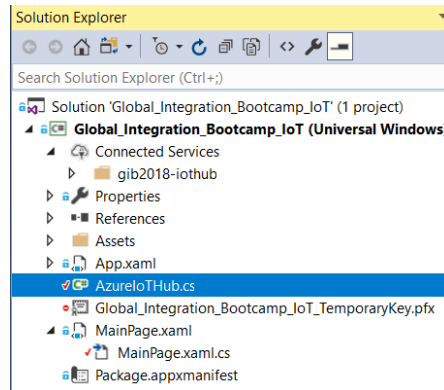 Solution Explorer
Search Solution Explorer (Ctrl+;)
Solution 'Global_Integration_Bootcamp_IoT' (1 project)
Global_Integration_Bootcamp_IoT (Universal Windows)
Connected Services
gib2018-iothub
Properties
References
Assets
App.xaml
AzureIoTHub.cs
Global_Integration_Bootcamp_IoT_TemporaryKey.pfx
MainPage.xaml
MainPage.xaml.cs
Package.appxmanifest